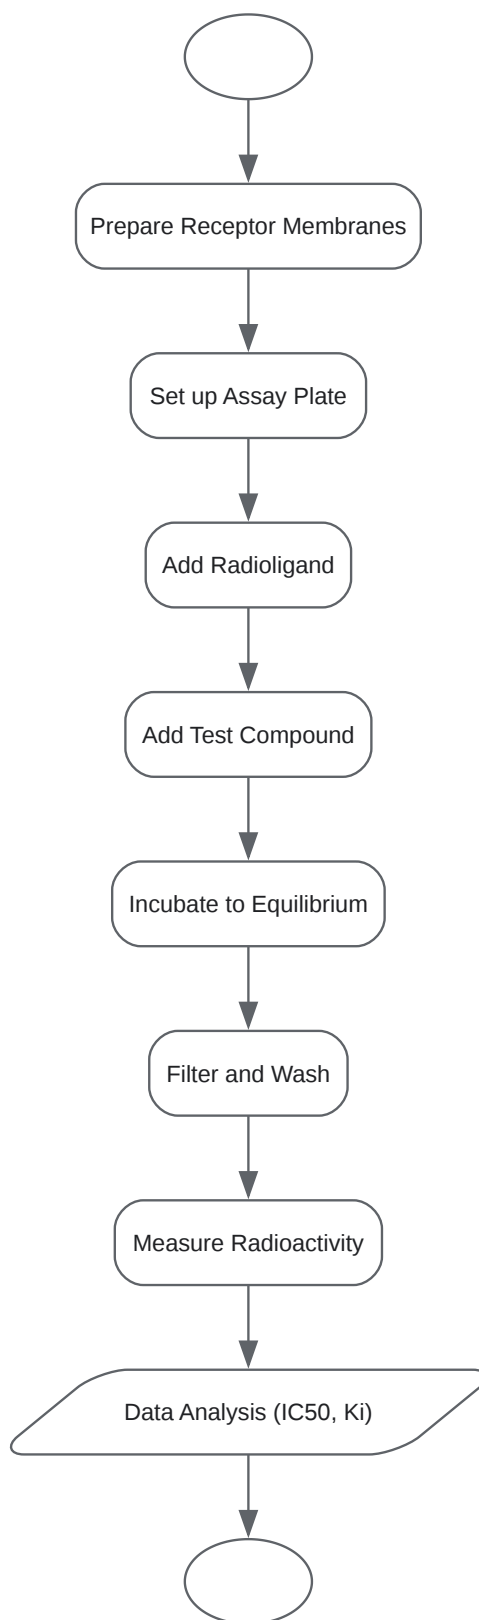 Prepare Receptor Membranes
Set up Assay Plate
Add Radioligand
Add Test Compound
Incubate to Equilibrium
Filter and Wash
Measure Radioactivity
Data Analysis (IC50, Ki)